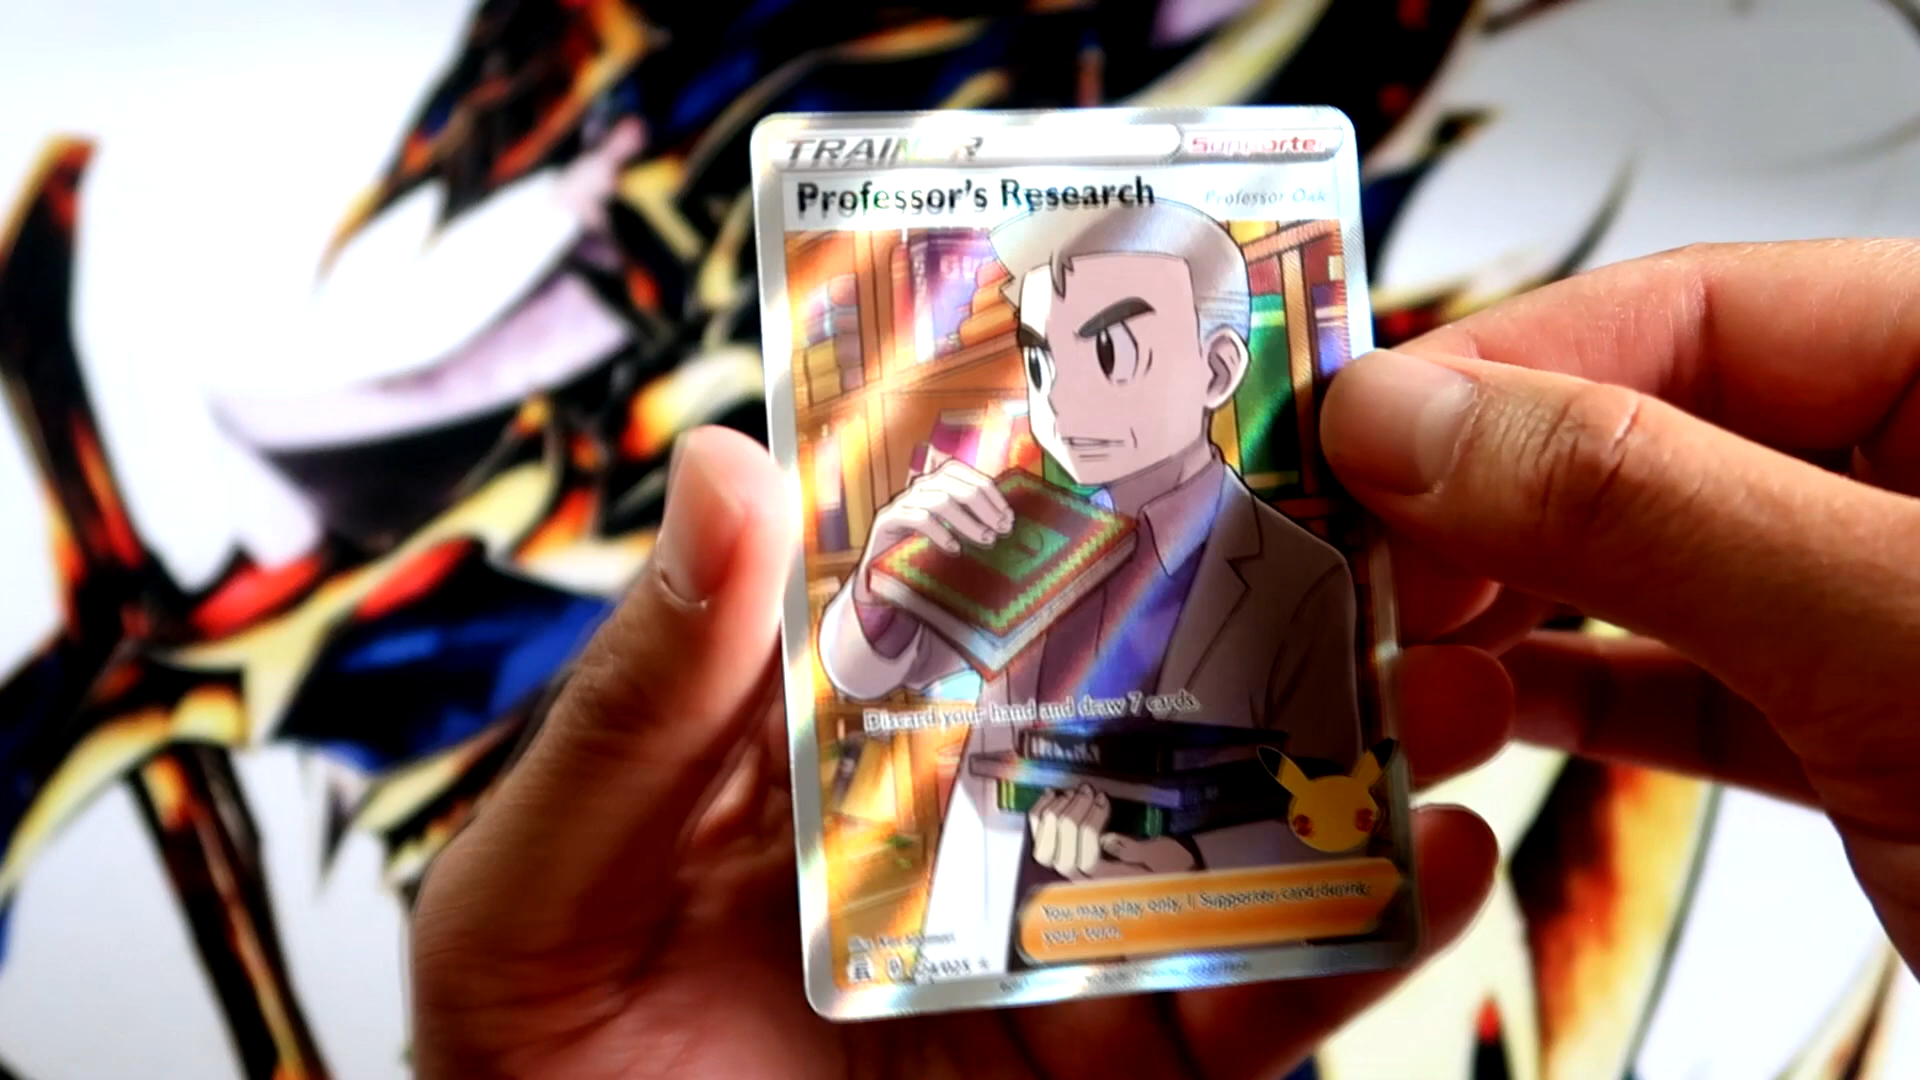 TRAINER
Supporter
Professor's Research
Professor Oak
Discard your hand and draw 7 cards.
You may play only 1 Supporter card during
your turn.